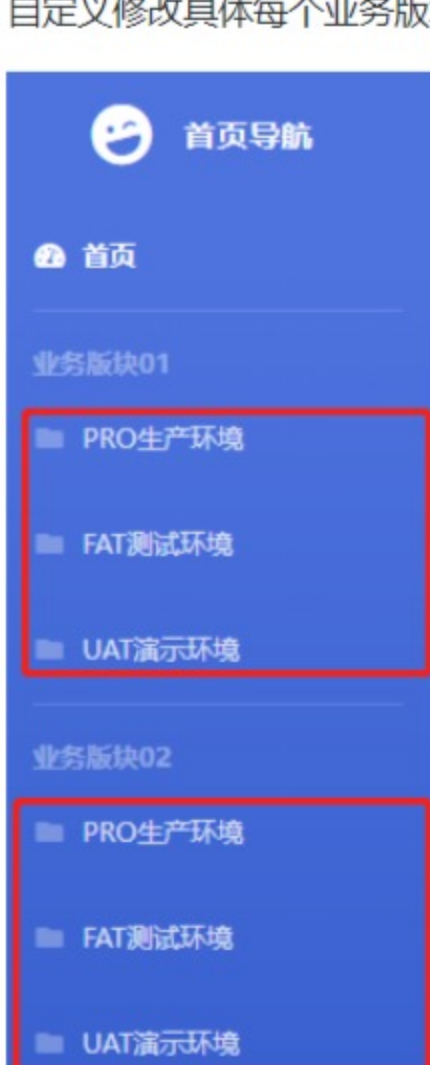 自定义修改具体每个业务版
首页导航
首页
业务版块01
PRO生产环境
FAT测试环境
UAT演示环境
业务版块02
PRO生产环境
FAT测试环境
UAT演示环境